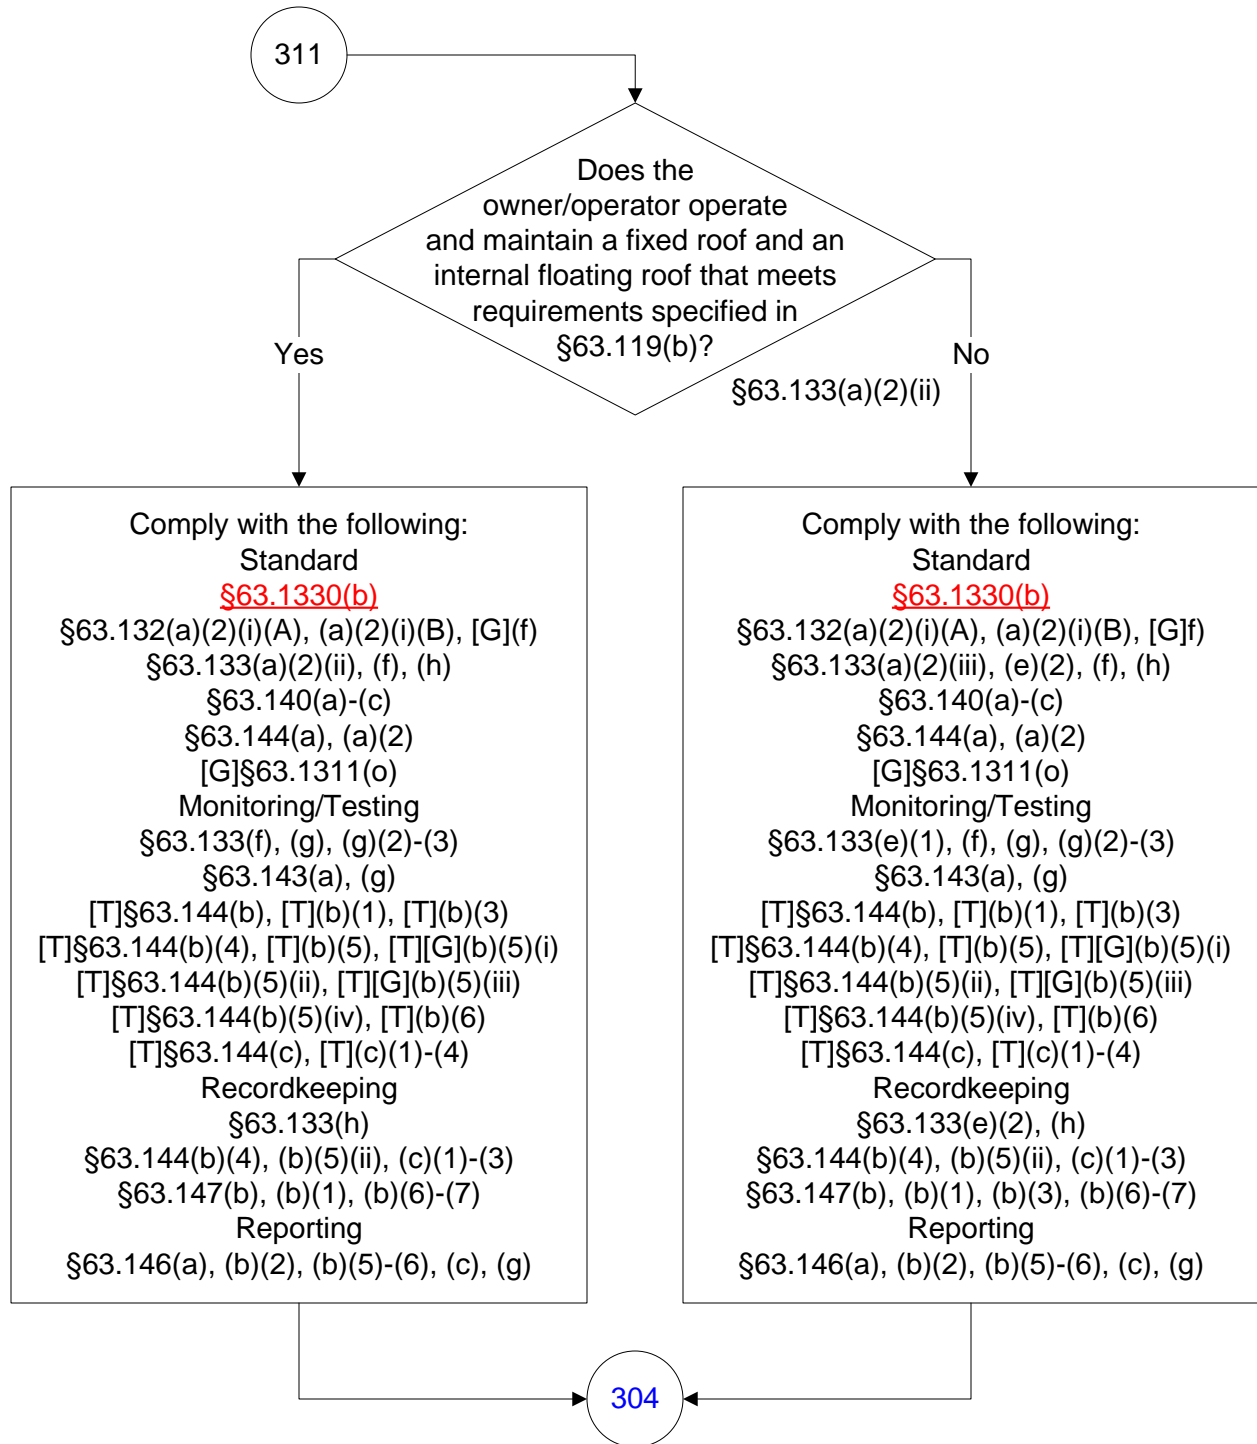 311
Does the
owner/operator operate
and maintain a fixed roof and an
internal floating roof that meets
requirements specified in
§63.119(b)?
Yes
No
§63.133(a)(2)(ii)
Comply with the following:
Standard
§63.1330(b)
§63.132(a)(2)(i)(A), (a)(2)(i)(B), [G](f)
§63.133(a)(2)(ii), (f), (h)
§63.140(a)-(c)
§63.144(a), (a)(2)
[G]§63.1311(o)
Monitoring/Testing
§63.133(f), (g), (g)(2)-(3)
§63.143(a), (g)
[T]§63.144(b), [T](b)(1), [T](b)(3)
[T]§63.144(b)(4), [T](b)(5), [T][G](b)(5)(i)
[T]§63.144(b)(5)(ii), [T][G](b)(5)(iii)
[T]§63.144(b)(5)(iv), [T](b)(6)
[T]§63.144(c), [T](c)(1)-(4)
Recordkeeping
§63.133(h)
§63.144(b)(4), (b)(5)(ii), (c)(1)-(3)
§63.147(b), (b)(1), (b)(6)-(7)
Reporting
§63.146(a), (b)(2), (b)(5)-(6), (c), (g)
Comply with the following:
Standard
§63.1330(b)
§63.132(a)(2)(i)(A), (a)(2)(i)(B), [G]f)
§63.133(a)(2)(iii), (e)(2), (f), (h)
§63.140(a)-(c)
§63.144(a), (a)(2)
[G]§63.1311(o)
Monitoring/Testing
§63.133(e)(1), (f), (g), (g)(2)-(3)
§63.143(a), (g)
[T]§63.144(b), [T](b)(1), [T](b)(3)
[T]§63.144(b)(4), [T](b)(5), [T][G](b)(5)(i)
[T]§63.144(b)(5)(ii), [T][G](b)(5)(iii)
[T]§63.144(b)(5)(iv), [T](b)(6)
[T]§63.144(c), [T](c)(1)-(4)
Recordkeeping
§63.133(e)(2), (h)
§63.144(b)(4), (b)(5)(ii), (c)(1)-(3)
§63.147(b), (b)(1), (b)(3), (b)(6)-(7)
Reporting
§63.146(a), (b)(2), (b)(5)-(6), (c), (g)
304